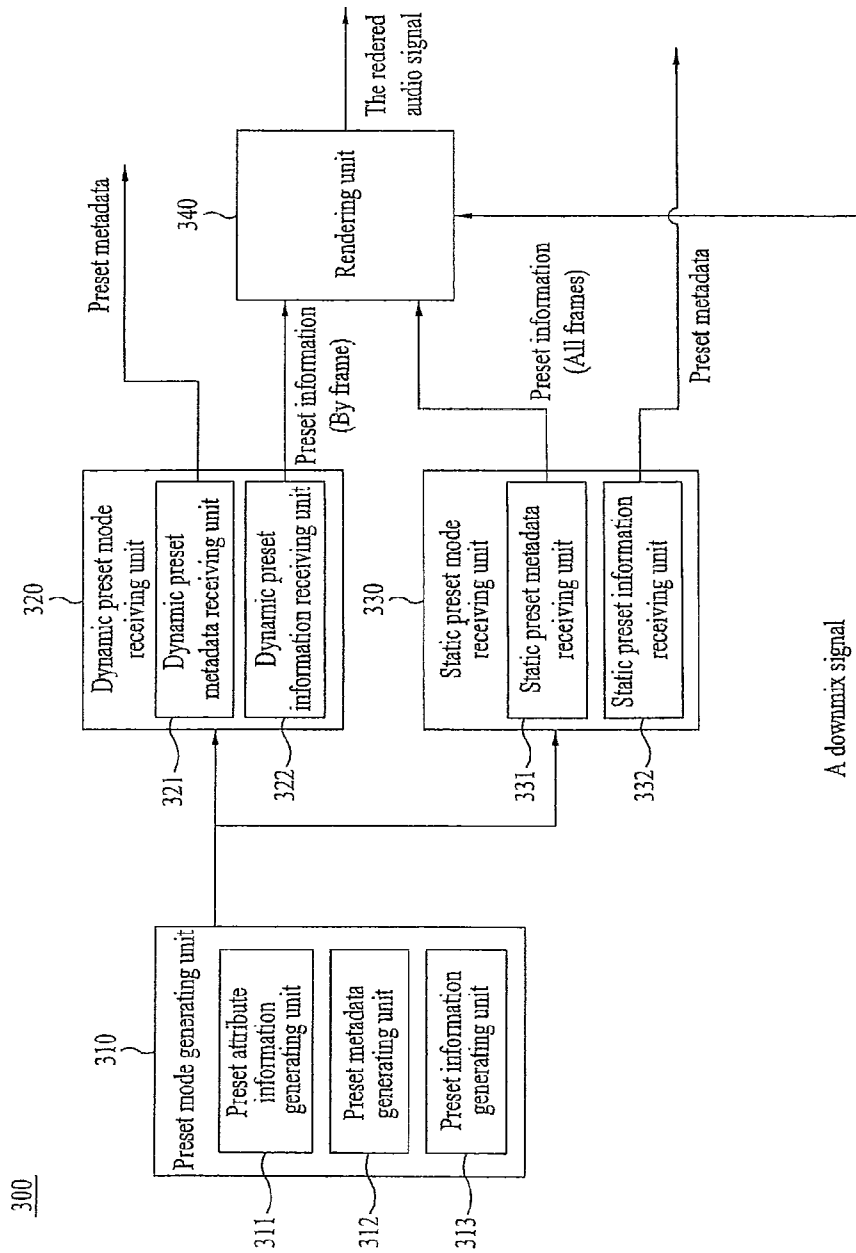 300
310
Preset mode generating unit
Preset attribute
information
generating unit
311
Preset metadata
generating unit
312
Preset information
generating unit
313
320
Dynamic preset mode
receiving unit
Dynamic preset
metadata receiving unit
321
Dynamic preset
information receiving unit
322
330
Static preset mode
receiving unit
Static preset metadata
receiving unit
331
Static preset information
receiving unit
332
Preset metadata
Preset information
(By frame)
Preset information
(All frames)
Preset metadata
340
Rendering unit
The redered
audio signal
A downmix signal